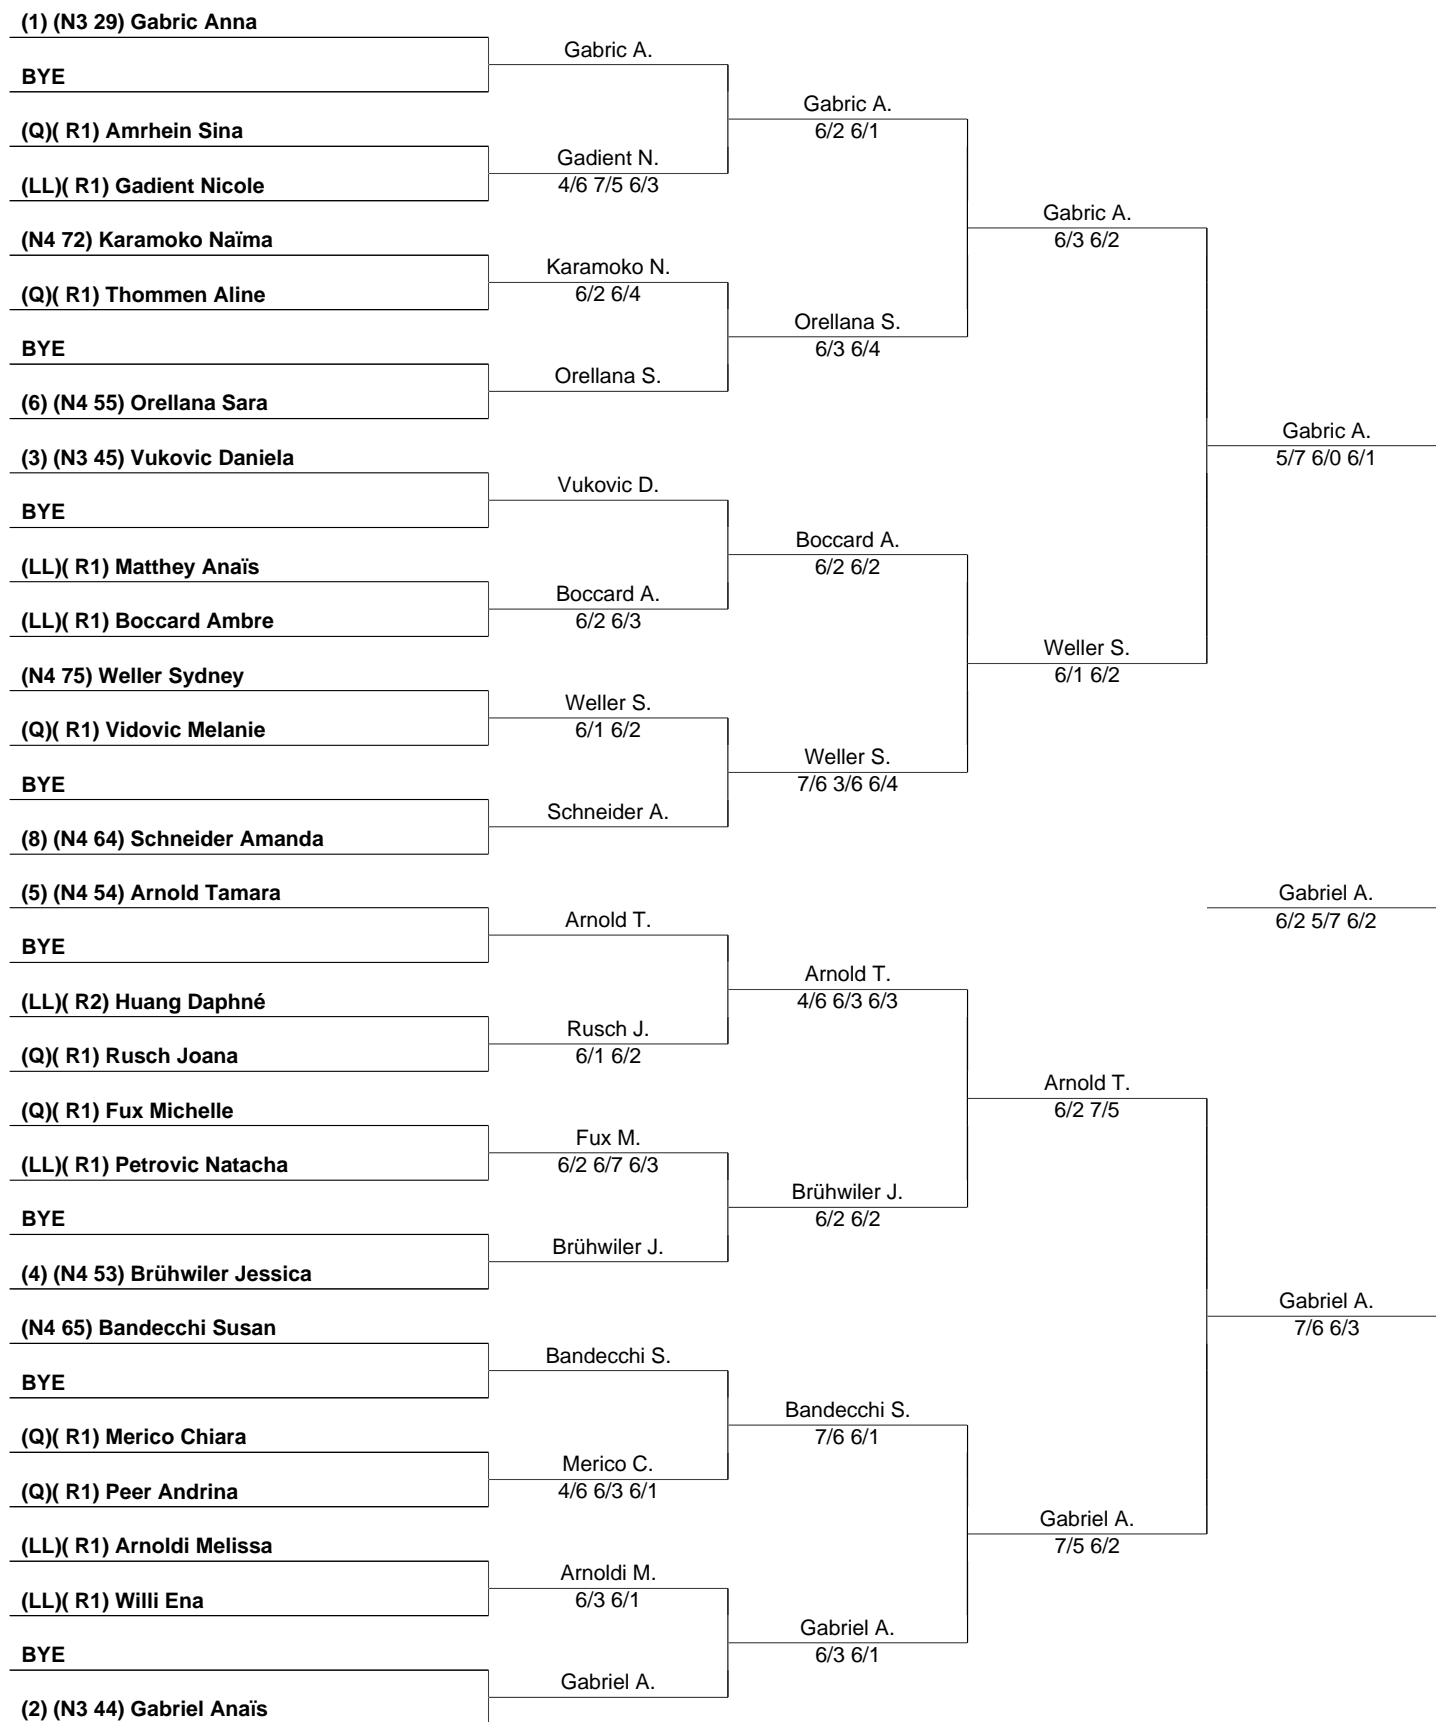 (1) (N3 29) Gabric Anna
Gabric A.
BYE
Gabric A.
6/2 6/1
(Q)( R1) Amrhein Sina
Gadient N.
4/6 7/5 6/3
(LL)( R1) Gadient Nicole
Gabric A.
6/3 6/2
(N4 72) Karamoko Naïma
Karamoko N.
6/2 6/4
(Q)( R1) Thommen Aline
Orellana S.
6/3 6/4
BYE
Orellana S.
(6) (N4 55) Orellana Sara
Gabric A.
5/7 6/0 6/1
(3) (N3 45) Vukovic Daniela
Vukovic D.
BYE
Boccard A.
6/2 6/2
(LL)( R1) Matthey Anaïs
Boccard A.
6/2 6/3
(LL)( R1) Boccard Ambre
Weller S.
6/1 6/2
(N4 75) Weller Sydney
Weller S.
6/1 6/2
(Q)( R1) Vidovic Melanie
Weller S.
7/6 3/6 6/4
BYE
Schneider A.
(8) (N4 64) Schneider Amanda
(5) (N4 54) Arnold Tamara
Gabriel A.
6/2 5/7 6/2
Arnold T.
BYE
Arnold T.
4/6 6/3 6/3
(LL)( R2) Huang Daphné
Rusch J.
6/1 6/2
(Q)( R1) Rusch Joana
Arnold T.
6/2 7/5
(Q)( R1) Fux Michelle
Fux M.
6/2 6/7 6/3
(LL)( R1) Petrovic Natacha
Brühwiler J.
6/2 6/2
BYE
Brühwiler J.
(4) (N4 53) Brühwiler Jessica
Gabriel A.
7/6 6/3
(N4 65) Bandecchi Susan
Bandecchi S.
BYE
Bandecchi S.
7/6 6/1
(Q)( R1) Merico Chiara
Merico C.
4/6 6/3 6/1
(Q)( R1) Peer Andrina
Gabriel A.
7/5 6/2
(LL)( R1) Arnoldi Melissa
Arnoldi M.
6/3 6/1
(LL)( R1) Willi Ena
Gabriel A.
6/3 6/1
BYE
Gabriel A.
(2) (N3 44) Gabriel Anaïs